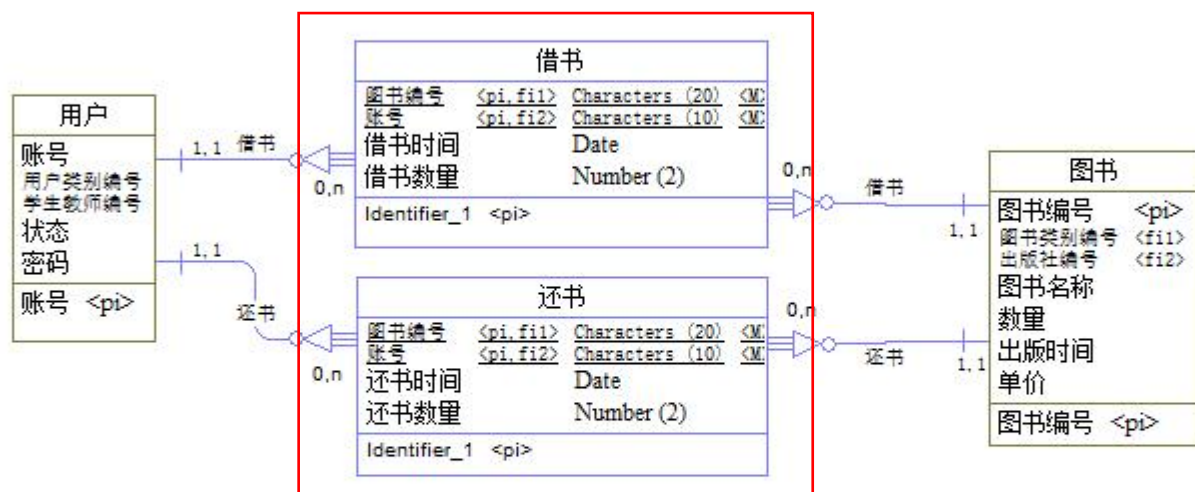 用户
账号
用户类别编号
学生教师编号
状态
密码
账号 <pi>
1,1
借书
0,n
1,1
还书
0,n
借书
图书编号 <pi,fi1> Characters (20) <M>
账号 <pi,fi2> Characters (10) <M>
借书时间 Date
借书数量 Number (2)
Identifier_1 <pi>
还书
图书编号 <pi,fi1> Characters (20) <M
账号 <pi,fi2> Characters (10) <M
还书时间 Date
还书数量 Number (2)
Identifier_1 <pi>
0,n
借书
1,1
0,n
还书
1,1
图书
图书编号 <pi>
图书类别编号 <fi1>
出版社编号 <fi2>
图书名称
数量
出版时间
单价
图书编号 <pi>